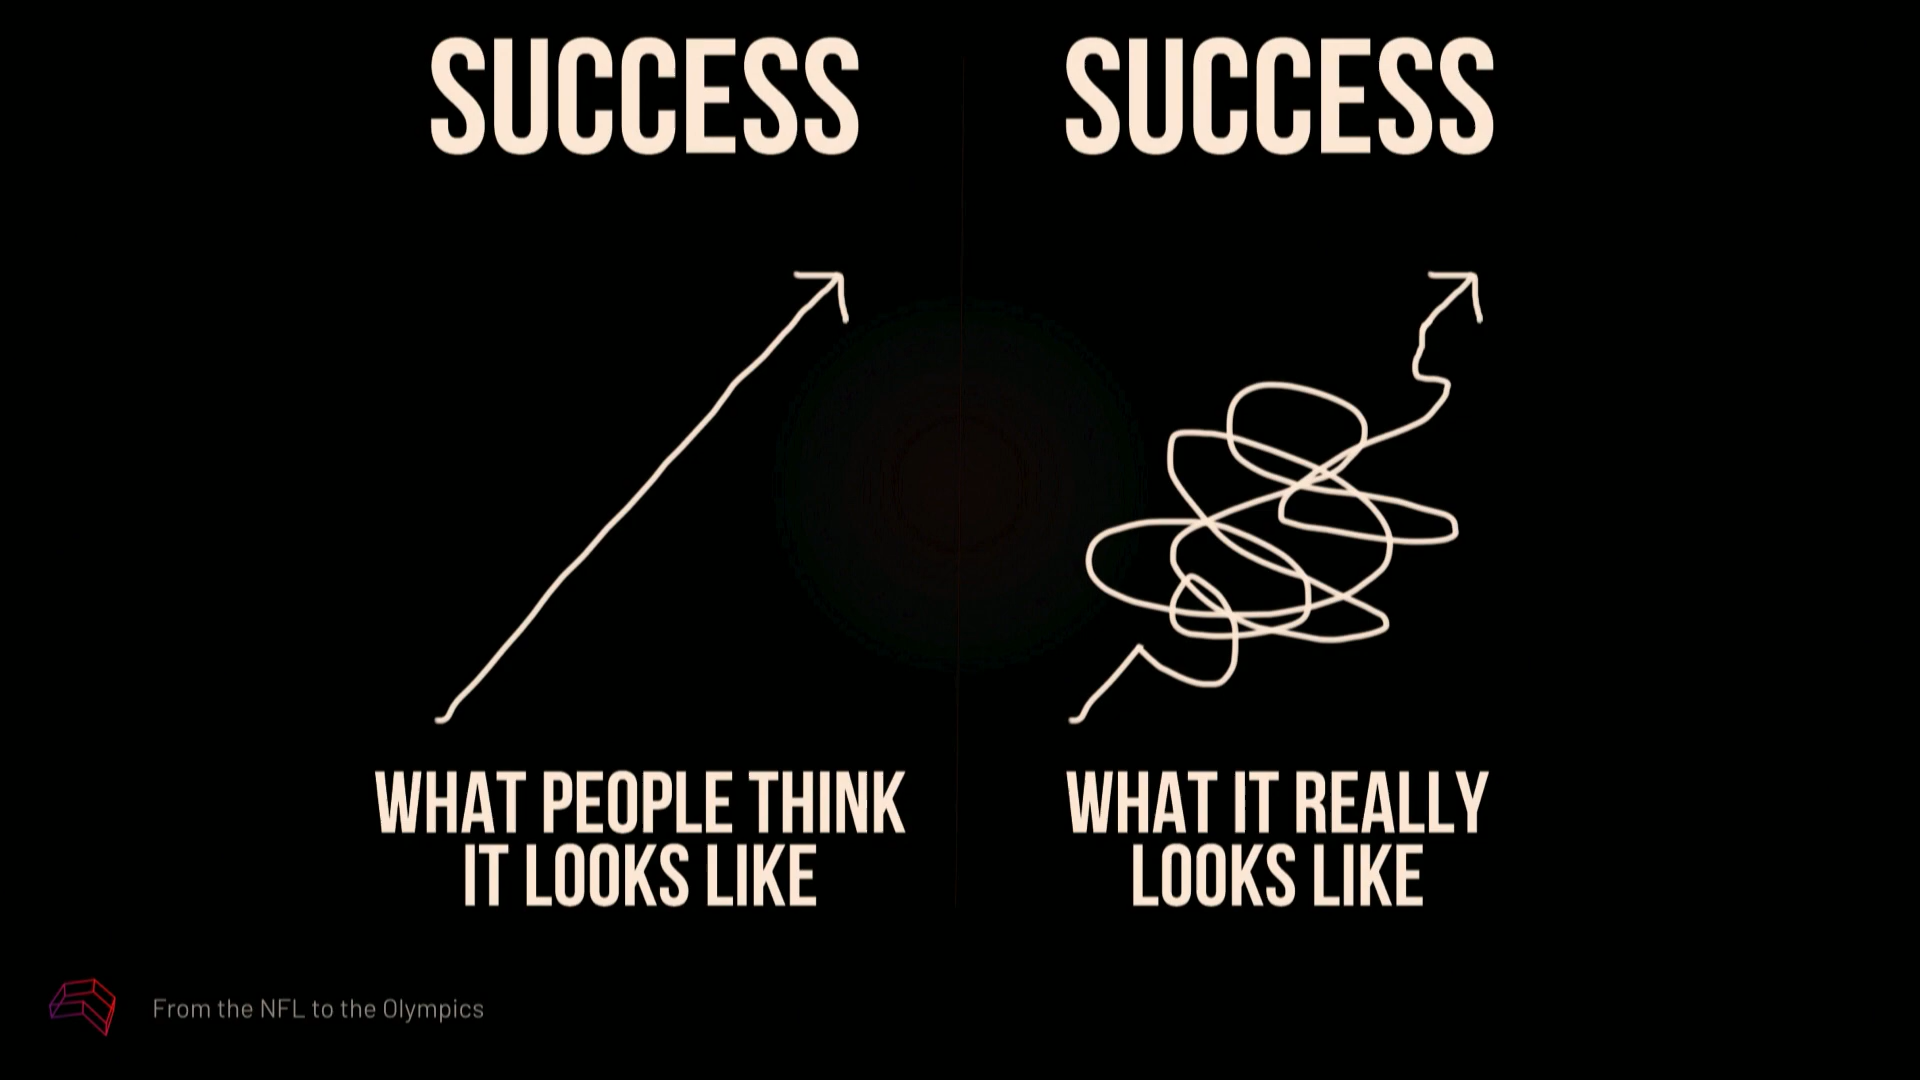 SUCCESS
WHAT PEOPLE THINK
IT LOOKS LIKE
SUCCESS
WHAT IT REALLY
LOOKS LIKE
From the NFL to the Olympics